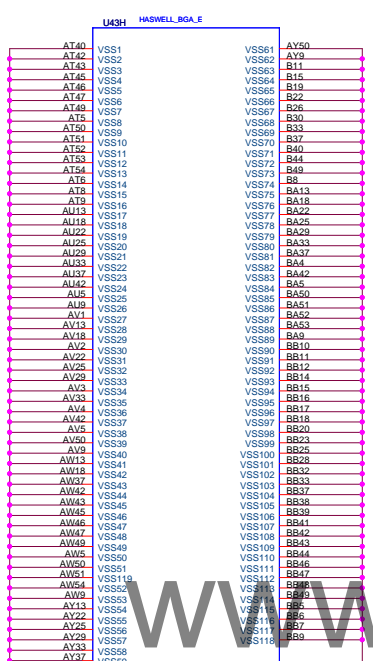 U43H HASWELL_BGA_E
AT40 VSS1 VSS61 AY50
AT42 VSS2 VSS62 AY9
AT43 VSS3 VSS63 B11
AT45 VSS4 VSS64 B15
AT46 VSS5 VSS65 B19
AT47 VSS6 VSS66 B22
AT49 VSS7 VSS67 B26
AT5 VSS8 VSS68 B30
AT50 VSS9 VSS69 B33
AT51 VSS10 VSS70 B37
AT52 VSS11 VSS71 B40
AT53 VSS12 VSS72 B44
AT54 VSS13 VSS73 B49
AT6 VSS14 VSS74 B8
AT8 VSS15 VSS75 BA13
AT9 VSS16 VSS76 BA18
AU13 VSS17 VSS77 BA22
AU18 VSS18 VSS78 BA25
AU22 VSS19 VSS79 BA29
AU25 VSS20 VSS80 BA33
AU29 VSS21 VSS81 BA37
AU33 VSS22 VSS82 BA4
AU37 VSS23 VSS83 BA42
AU42 VSS24 VSS84 BA5
AU5 VSS25 VSS85 BA50
AU9 VSS26 VSS86 BA51
AV1 VSS27 VSS87 BA52
AV13 VSS28 VSS88 BA53
AV18 VSS29 VSS89 BA9
AV2 VSS30 VSS90 BB10
AV22 VSS31 VSS91 BB11
AV25 VSS32 VSS92 BB12
AV29 VSS33 VSS93 BB14
AV3 VSS34 VSS94 BB15
AV33 VSS35 VSS95 BB16
AV4 VSS36 VSS96 BB17
AV42 VSS37 VSS97 BB18
AV5 VSS38 VSS98 BB20
AV50 VSS39 VSS99 BB23
AV9 VSS40 VSS100 BB25
AW13 VSS41 VSS101 BB28
AW18 VSS42 VSS102 BB32
AW37 VSS43 VSS103 BB33
AW42 VSS44 VSS104 BB37
AW43 VSS45 VSS105 BB38
AW45 VSS46 VSS106 BB39
AW46 VSS47 VSS107 BB41
AW47 VSS48 VSS108 BB42
AW49 VSS49 VSS109 BB43
AW5 VSS50 VSS110 BB44
AW50 VSS51 VSS111 BB46
AW51 VSS119 VSS112 BB47
AW54 VSS52 VSS113 BB48
AW9 VSS53 VSS114 BB49
AY13 VSS54 VSS115 BB5
AY22 VSS55 VSS116 BB6
AY25 VSS56 VSS117 BB7
AY29 VSS57 VSS118 BB9
AY33 VSS58
AY37 VSS59
WW